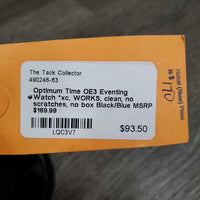 The Tack Collector
490246-63
Optimum Time OE3 Eventing
Watch *xc, WORKS, clean, no
scratches, no box Black/Blue MSRP
$169.99
LQC3V7
$93.50